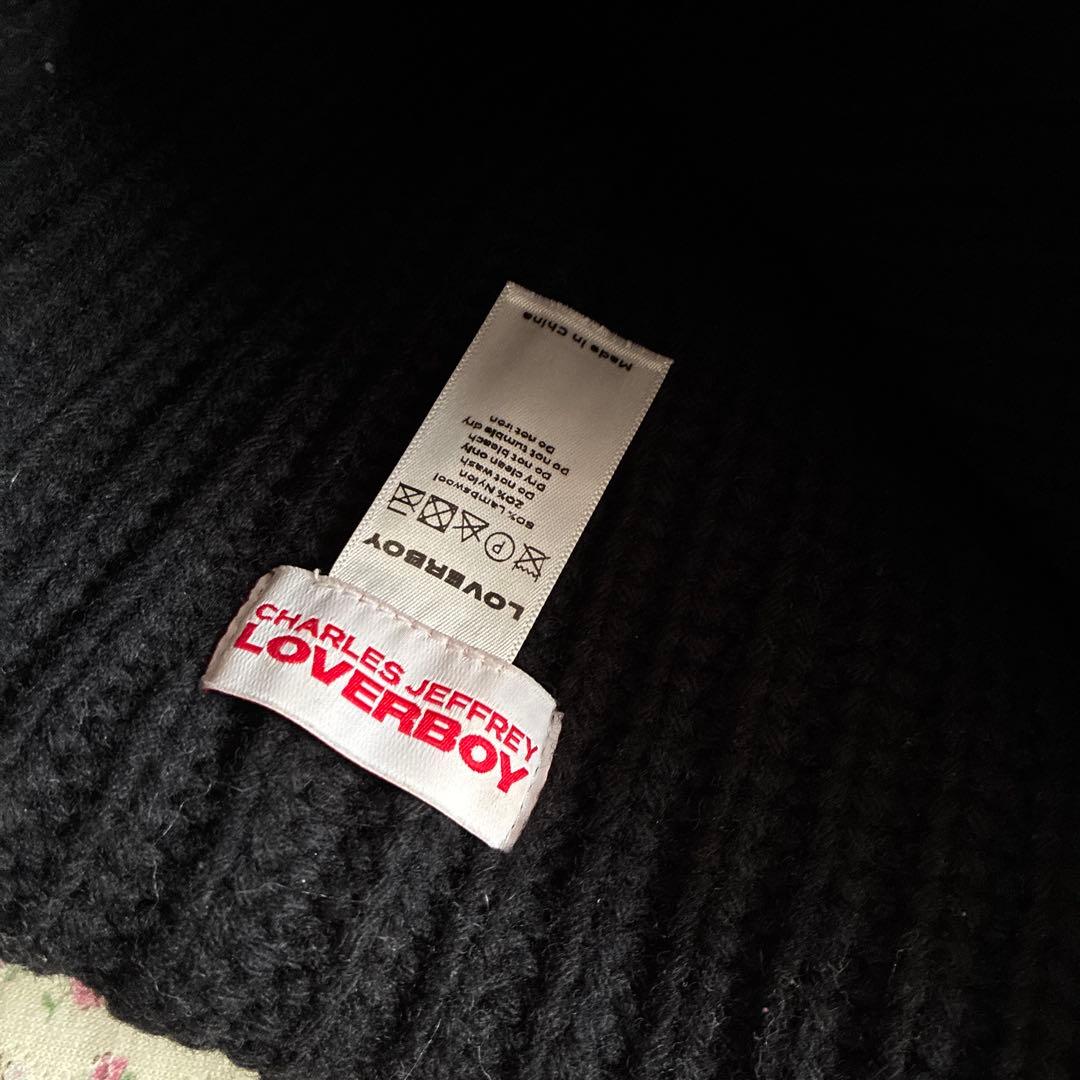 CHARLES JEFFREY
LOVERBOY
LOVERBOY
P
80% Lambswool
20% Nylon
Do not wash
Dry clean only
Do not bleach
Do not tumble dry
Do not iron
Made in China